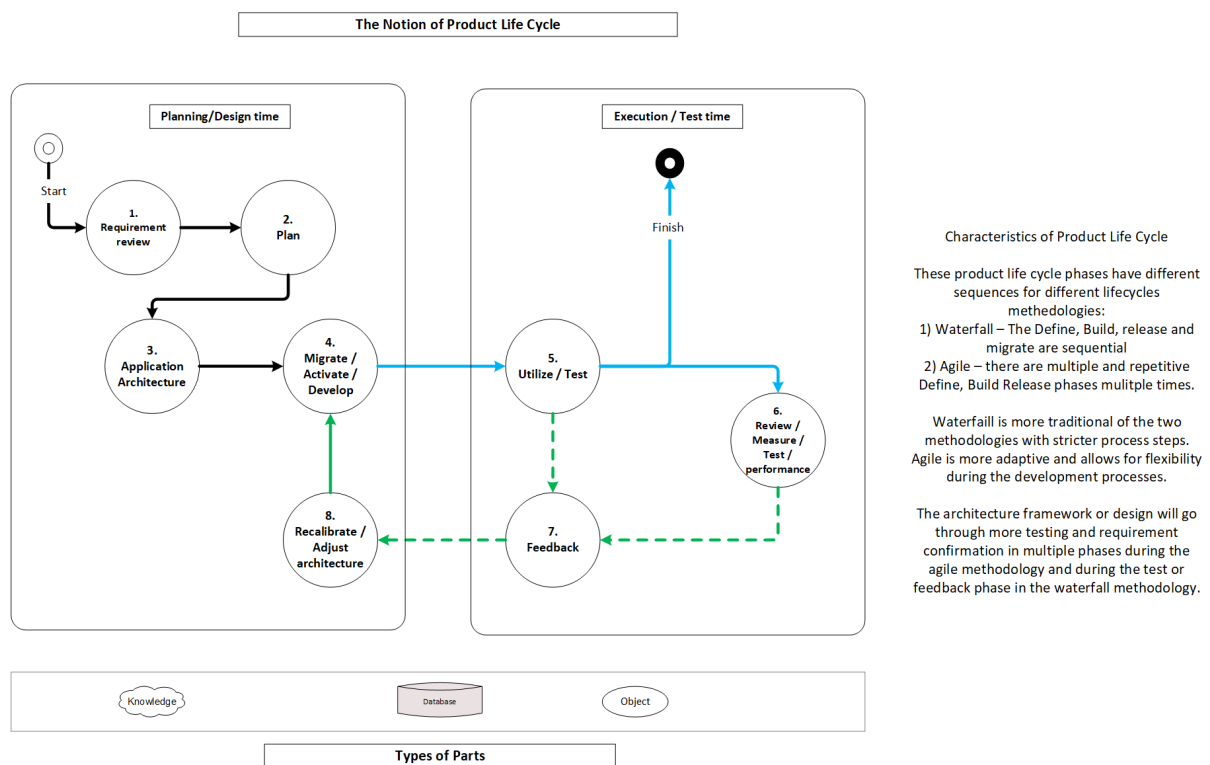 The Notion of Product Life Cycle
Planning/Design time
Execution / Test time
Start
1.
Requirement
review
2.
Plan
Finish
3.
Application
Architecture
4.
Migrate /
Activate /
Develop
5.
Utilize / Test
6.
Review /
Measure /
Test /
performance
7.
Feedback
8.
Recalibrate /
Adjust
architecture
Characteristics of Product Life Cycle
These product life cycle phases have different
sequences for different lifecycles
methedologies:
1) Waterfall – The Define, Build, release and
migrate are sequential
2) Agile – there are multiple and repetitive
Define, Build Release phases mulitple times.
Waterfaill is more traditional of the two
methodologies with stricter process steps.
Agile is more adaptive and allows for flexibility
during the development processes.
The architecture framework or design will go
through more testing and requirement
confirmation in multiple phases during the
agile methodology and during the test or
feedback phase in the waterfall methodology.
Knowledge
Database
Object
Types of Parts